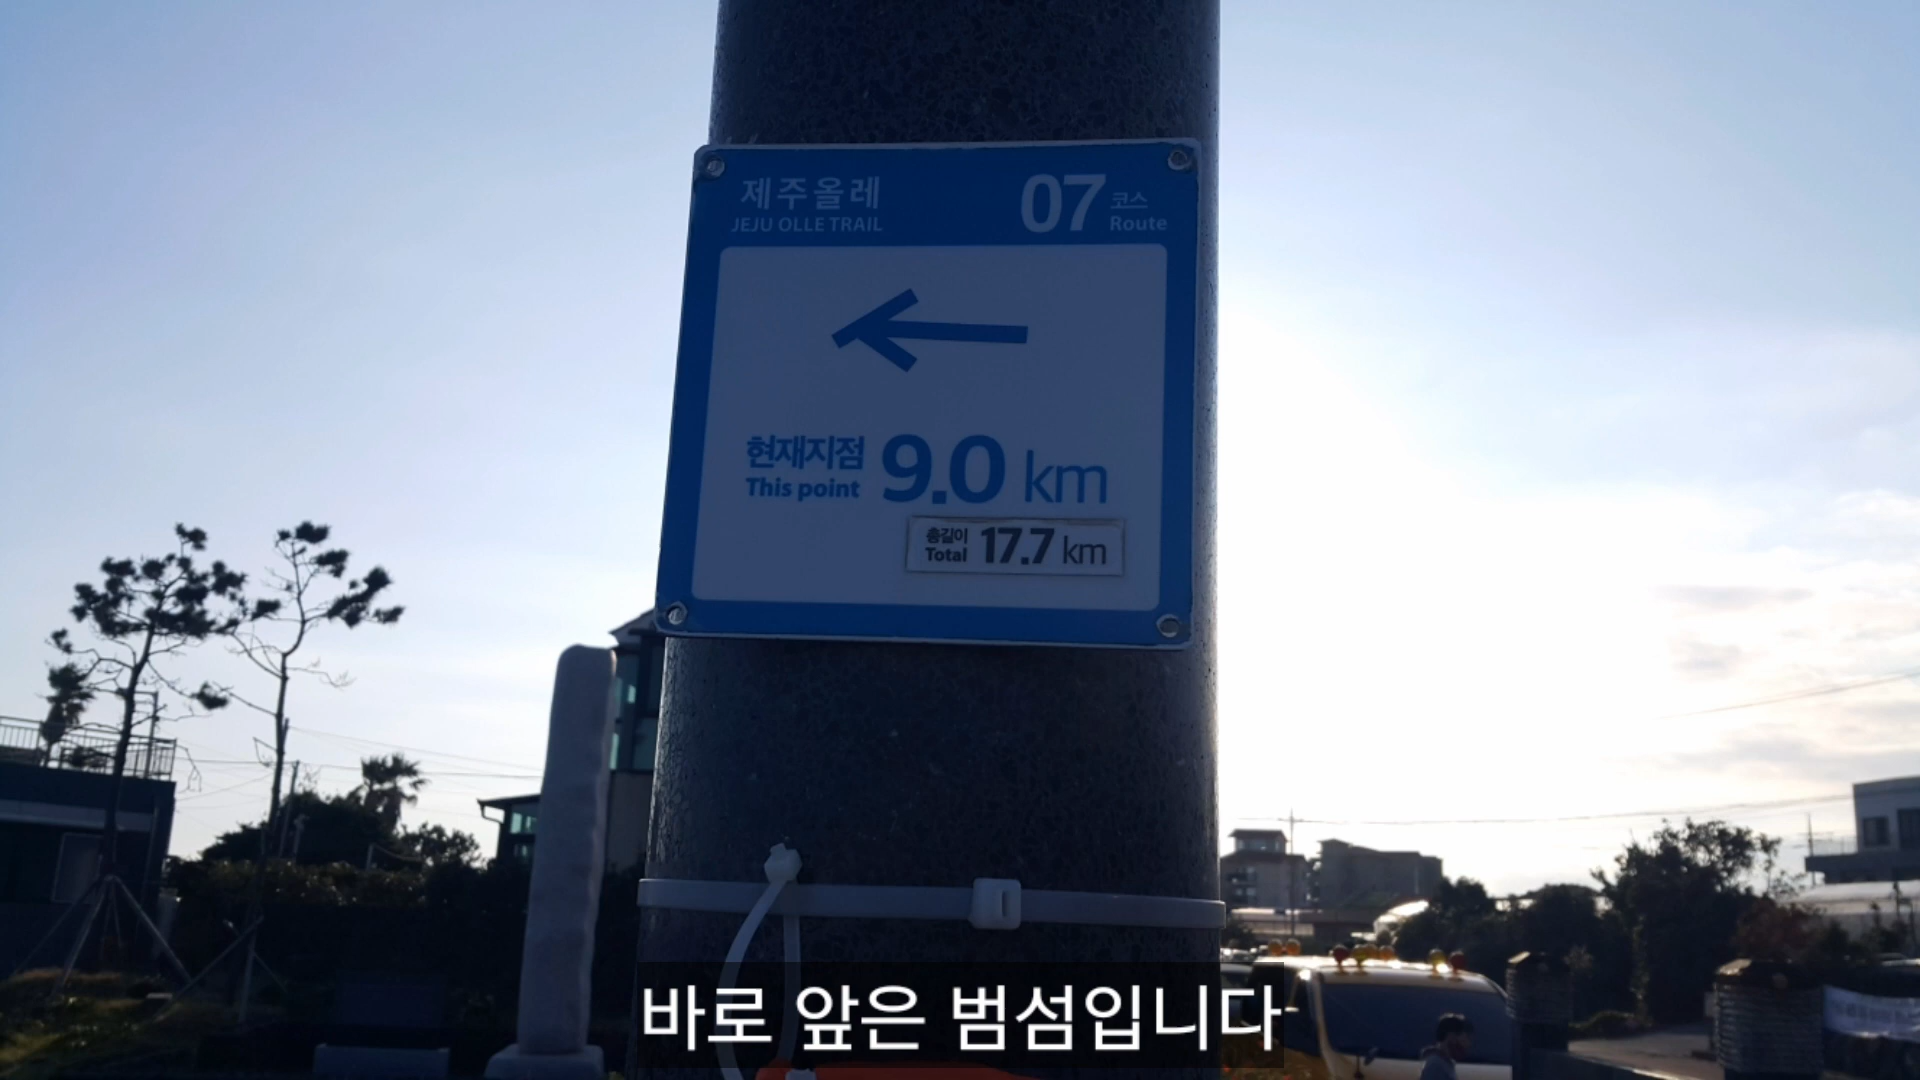 제주올레
JEJU OLLE TRAIL
07 코스
Route
현재지점
This point
9.0 km
총길이
Total
17.7 km
바로 앞은 범섬입니다